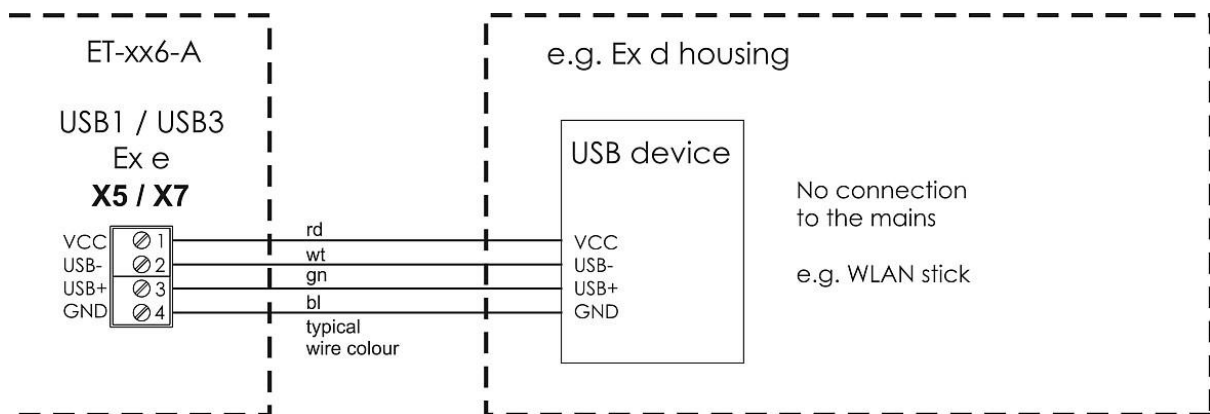 ET-xx6-A
USB1 / USB3
Ex e
X5 / X7
VCC 1
USB- 2
USB+ 3
GND 4
rd
wt
gn
bl
typical
wire colour
e.g. Ex d housing
USB device
VCC
USB-
USB+
GND
No connection
to the mains
e.g. WLAN stick